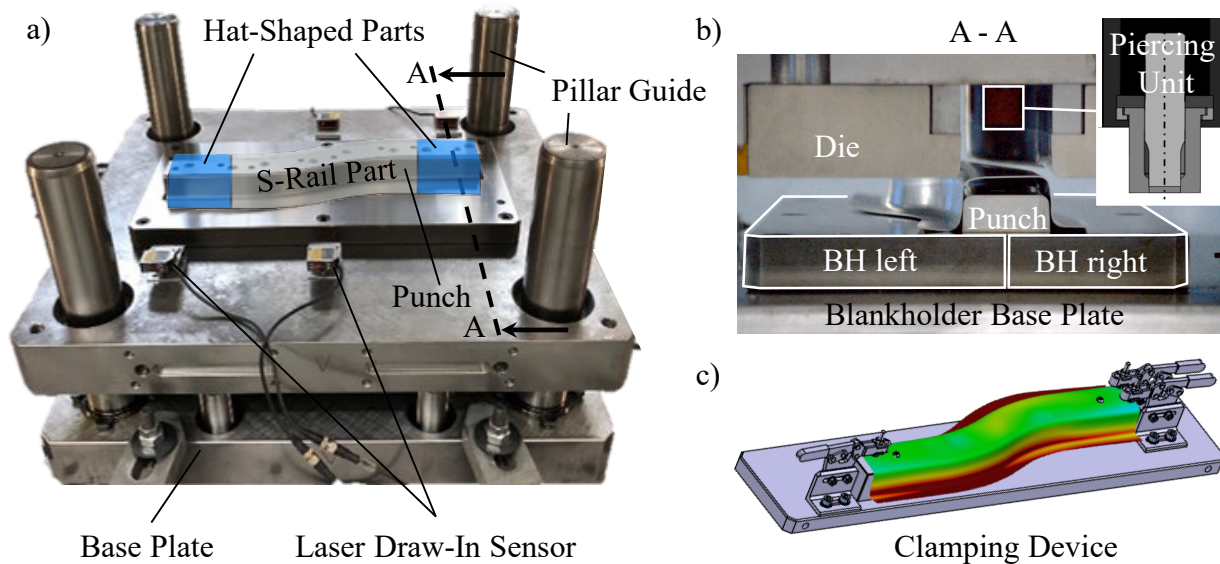 a)
Hat-Shaped Parts
A
Pillar Guide
S-Rail Part
Punch
A
Base Plate
Laser Draw-In Sensor
b)
A - A
Piercing
Unit
Die
Punch
BH left
BH right
Blankholder Base Plate
c)
Clamping Device